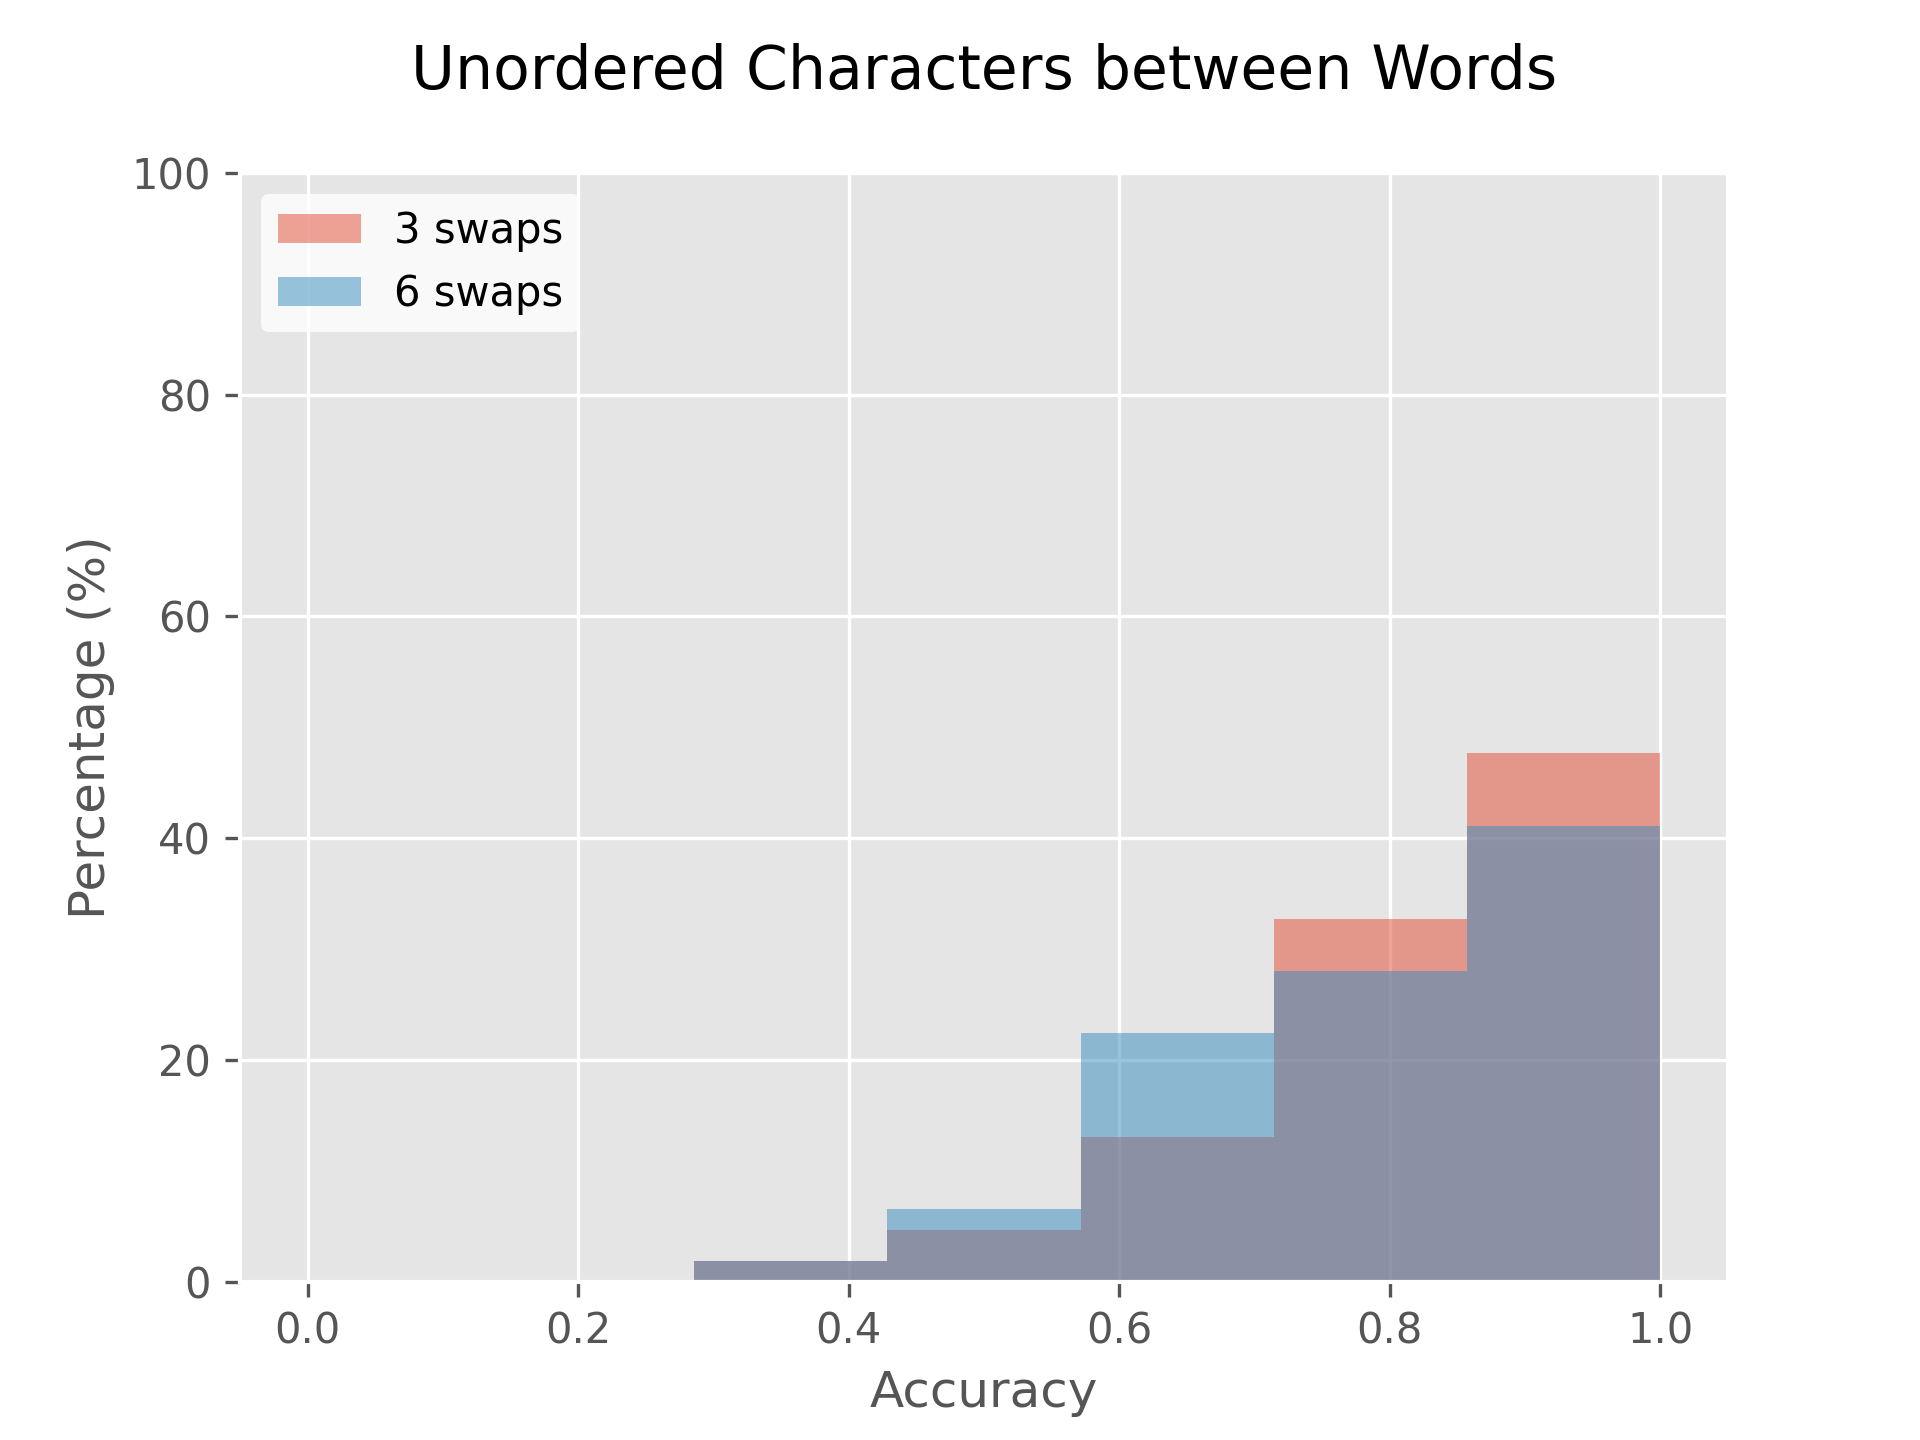 Unordered Characters between Words
100
80
60
40
20
0
Percentage (%)
3 swaps
6 swaps
0.0 0.2 0.4 0.6 0.8 1.0
Accuracy